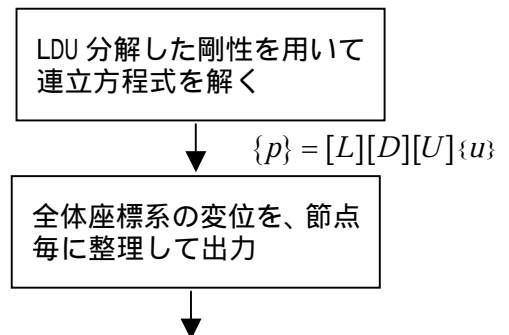 LDU 分解した剛性を用いて
連立方程式を解く
{p} = [L][D][U]{u}
全体座標系の変位を、節点
毎に整理して出力